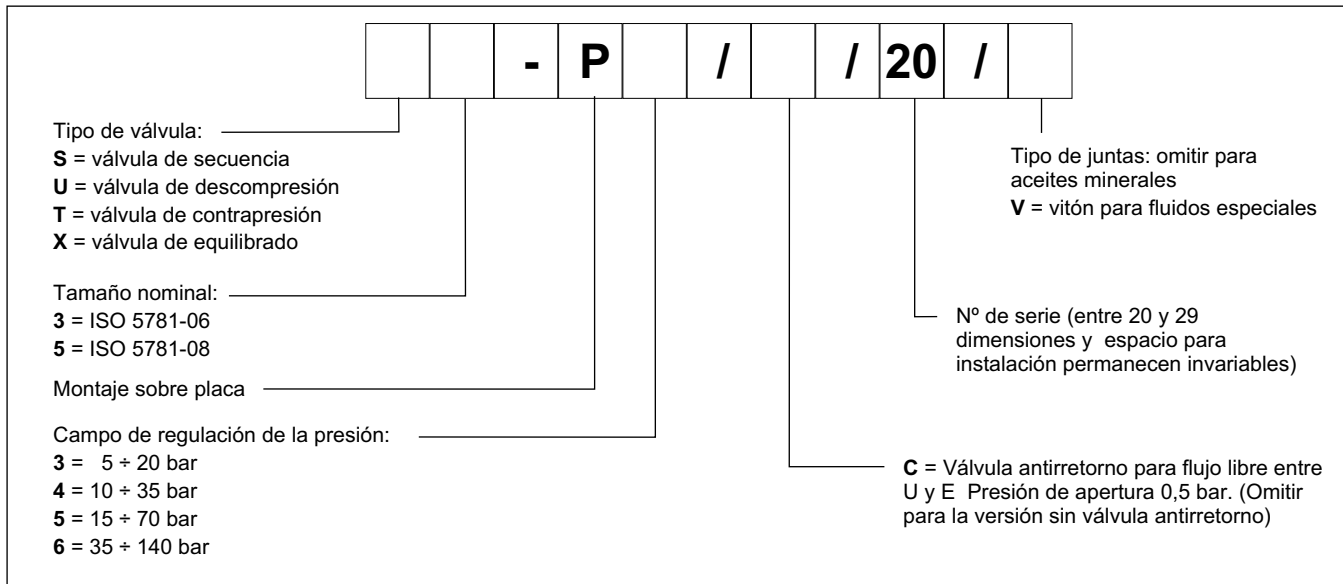 - P / / 20 /
Tipo de válvula:
S = válvula de secuencia
U = válvula de descompresión
T = válvula de contrapresión
X = válvula de equilibrado
Tamaño nominal:
3 = ISO 5781-06
5 = ISO 5781-08
Montaje sobre placa
Campo de regulación de la presión:
3 = 5 ÷ 20 bar
4 = 10 ÷ 35 bar
5 = 15 ÷ 70 bar
6 = 35 ÷ 140 bar
Tipo de juntas: omitir para
aceites minerales
V = vitón para fluidos especiales
Nº de serie (entre 20 y 29
dimensiones y espacio para
instalación permanecen invariables)
C = Válvula antirretorno para flujo libre entre
U y E Presión de apertura 0,5 bar. (Omitir
para la versión sin válvula antirretorno)